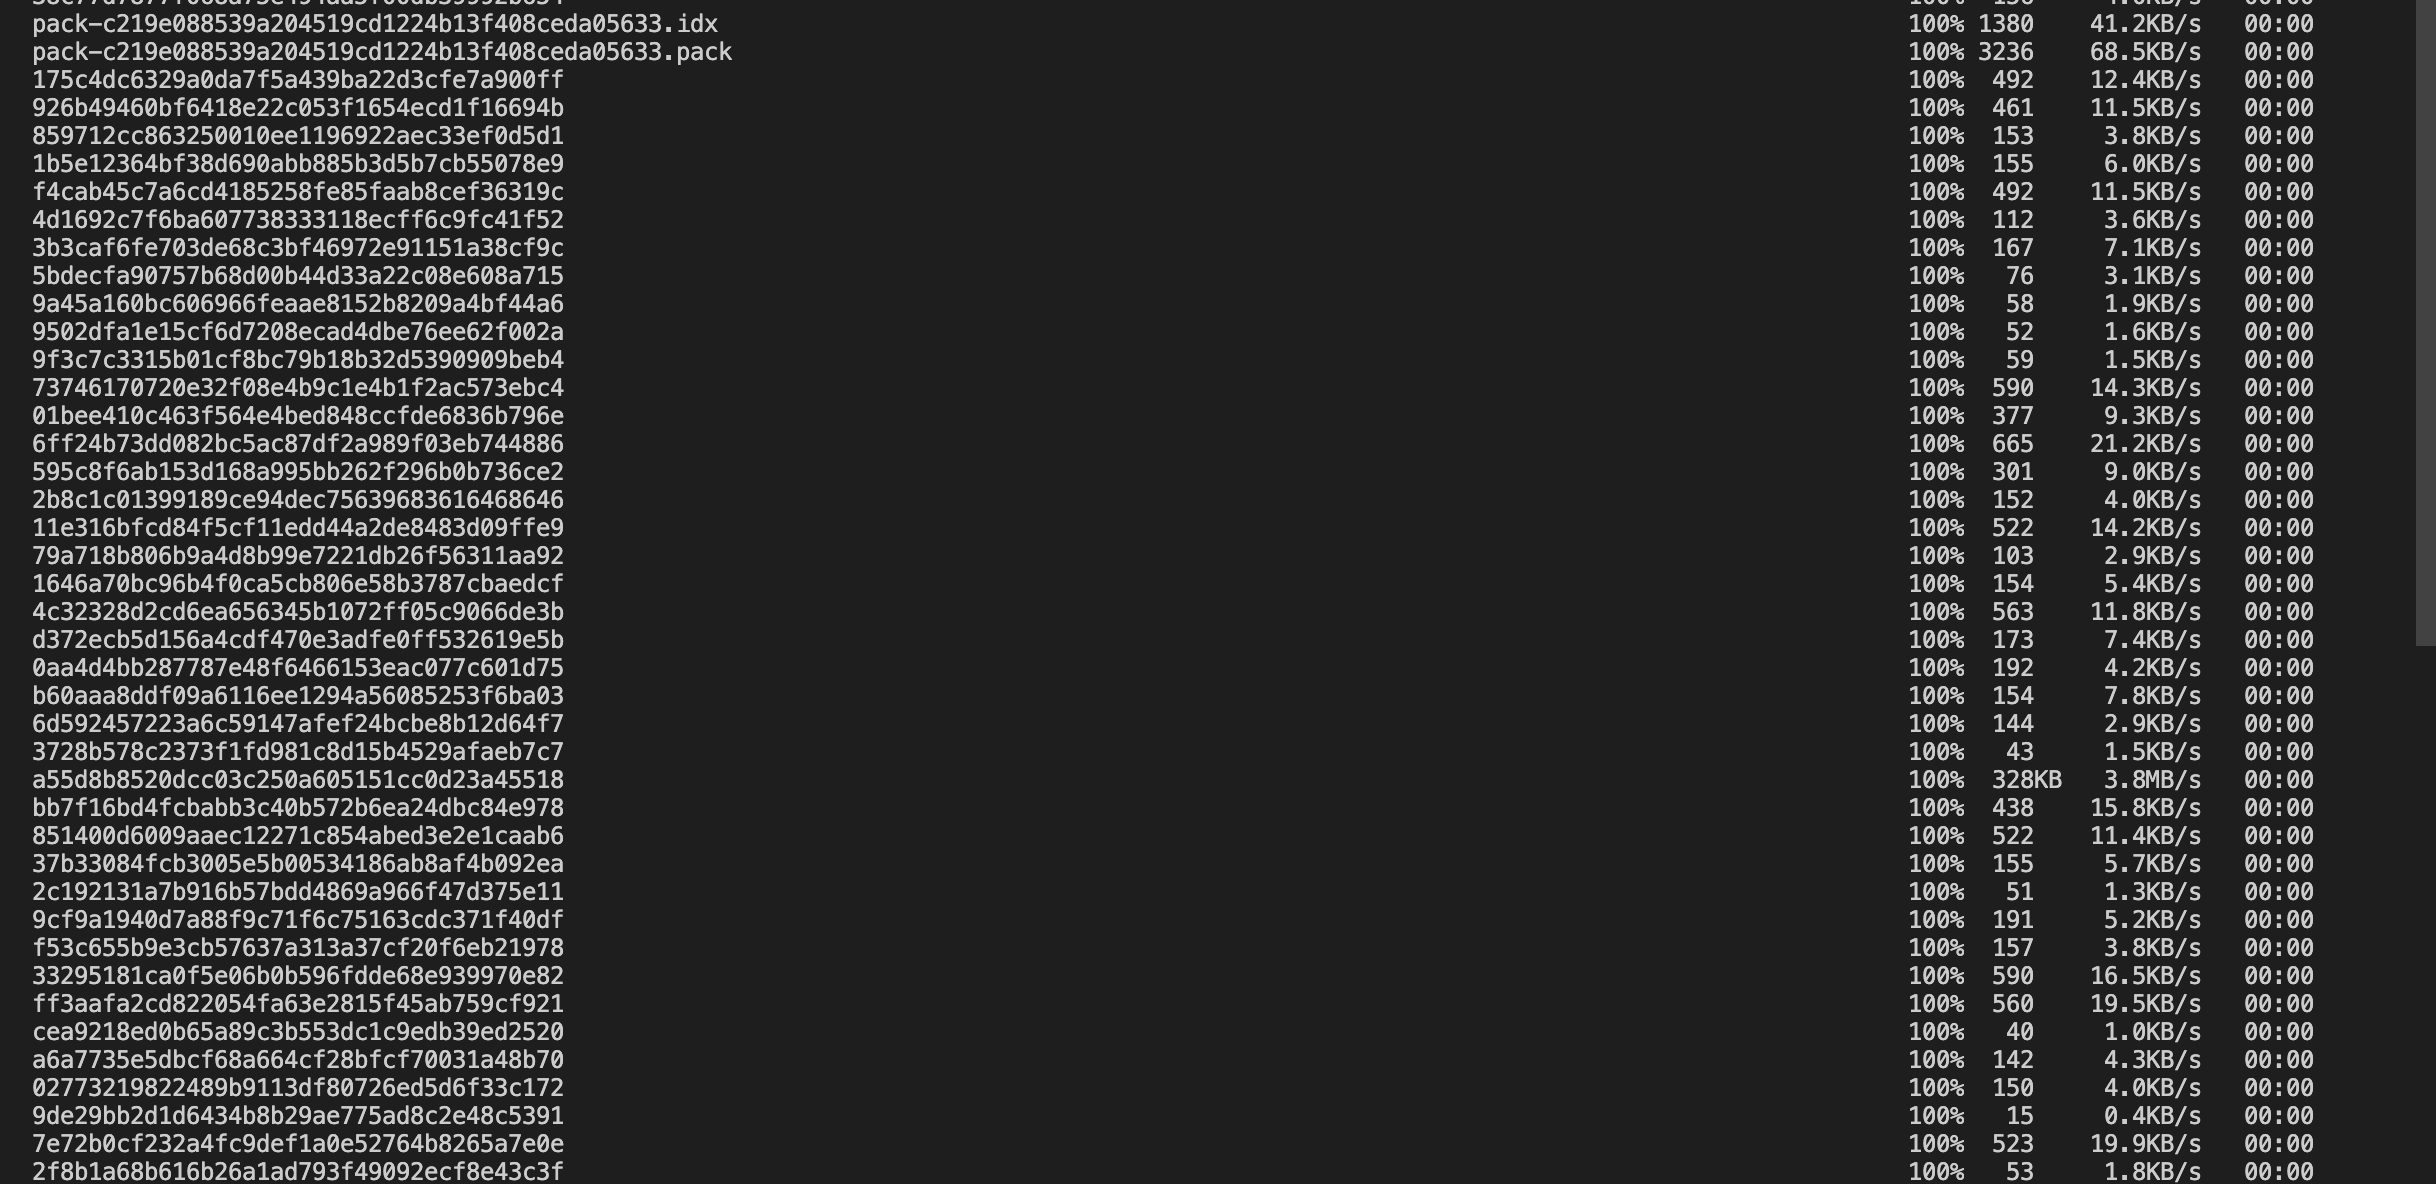 pack-c219e088539a204519cd1224b13f408ceda05633.idx 100% 1380 41.2KB/s 00:00
pack-c219e088539a204519cd1224b13f408ceda05633.pack 100% 3236 68.5KB/s 00:00
175c4dc6329a0da7f5a439ba22d3cfe7a900ff 100% 492 12.4KB/s 00:00
926b49460bf6418e22c053f1654ecd1f16694b 100% 461 11.5KB/s 00:00
859712cc863250010ee1196922aec33ef0d5d1 100% 153 3.8KB/s 00:00
1b5e12364bf38d690abb885b3d5b7cb55078e9 100% 155 6.0KB/s 00:00
f4cab45c7a6cd4185258fe85faab8cef36319c 100% 492 11.5KB/s 00:00
4d1692c7f6ba607738333118ecff6c9fc41f52 100% 112 3.6KB/s 00:00
3b3caf6fe703de68c3bf46972e91151a38cf9c 100% 167 7.1KB/s 00:00
5bdecfa90757b68d00b44d33a22c08e608a715 100% 76 3.1KB/s 00:00
9a45a160bc606966feaae8152b8209a4bf44a6 100% 58 1.9KB/s 00:00
9502dfa1e15cf6d7208ecad4dbe76ee62f002a 100% 52 1.6KB/s 00:00
9f3c7c3315b01cf8bc79b18b32d5390909beb4 100% 59 1.5KB/s 00:00
73746170720e32f08e4b9c1e4b1f2ac573ebc4 100% 590 14.3KB/s 00:00
01bee410c463f564e4bed848ccfde6836b796e 100% 377 9.3KB/s 00:00
6ff24b73dd082bc5ac87df2a989f03eb744886 100% 665 21.2KB/s 00:00
595c8f6ab153d168a995bb262f296b0b736ce2 100% 301 9.0KB/s 00:00
2b8c1c01399189ce94dec75639683616468646 100% 152 4.0KB/s 00:00
11e316bfcd84f5cf11edd44a2de8483d09ffe9 100% 522 14.2KB/s 00:00
79a718b806b9a4d8b99e7221db26f56311aa92 100% 103 2.9KB/s 00:00
1646a70bc96b4f0ca5cb806e58b3787cbaedcf 100% 154 5.4KB/s 00:00
4c32328d2cd6ea656345b1072ff05c9066de3b 100% 563 11.8KB/s 00:00
d372ecb5d156a4cdf470e3adfe0ff532619e5b 100% 173 7.4KB/s 00:00
0aa4d4bb287787e48f6466153eac077c601d75 100% 192 4.2KB/s 00:00
b60aaa8ddf09a6116ee1294a56085253f6ba03 100% 154 7.8KB/s 00:00
6d592457223a6c59147afef24bcbe8b12d64f7 100% 144 2.9KB/s 00:00
3728b578c2373f1fd981c8d15b4529afaeb7c7 100% 43 1.5KB/s 00:00
a55d8b8520dcc03c250a605151cc0d23a45518 100% 328KB 3.8MB/s 00:00
bb7f16bd4fcbabb3c40b572b6ea24dbc84e978 100% 438 15.8KB/s 00:00
851400d6009aaec12271c854abed3e2e1caab6 100% 522 11.4KB/s 00:00
37b33084fcb3005e5b00534186ab8af4b092ea 100% 155 5.7KB/s 00:00
2c192131a7b916b57bdd4869a966f47d375e11 100% 51 1.3KB/s 00:00
9cf9a1940d7a88f9c71f6c75163cdc371f40df 100% 191 5.2KB/s 00:00
f53c655b9e3cb57637a313a37cf20f6eb21978 100% 157 3.8KB/s 00:00
33295181ca0f5e06b0b596fdde68e939970e82 100% 590 16.5KB/s 00:00
ff3aafa2cd822054fa63e2815f45ab759cf921 100% 560 19.5KB/s 00:00
cea9218ed0b65a89c3b553dc1c9edb39ed2520 100% 40 1.0KB/s 00:00
a6a7735e5dbcf68a664cf28bfcf70031a48b70 100% 142 4.3KB/s 00:00
02773219822489b9113df80726ed5d6f33c172 100% 150 4.0KB/s 00:00
9de29bb2d1d6434b8b29ae775ad8c2e48c5391 100% 15 0.4KB/s 00:00
7e72b0cf232a4fc9def1a0e52764b8265a7e0e 100% 523 19.9KB/s 00:00
2f8b1a68b616b26a1ad793f49092ecf8e43c3f 100% 53 1.8KB/s 00:00